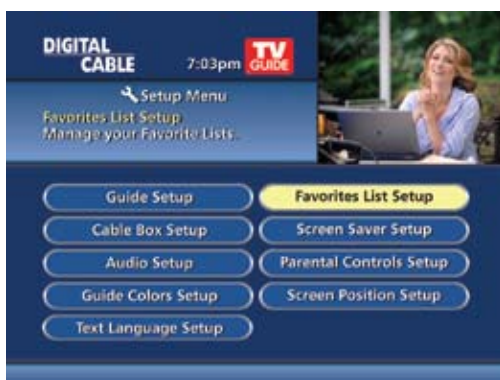 DIGITAL
CABLE
7:03pm
TV
GUIDE
Setup Menu
Favorites List Setup
Manage your Favorite Lists.
Guide Setup
Favorites List Setup
Cable Box Setup
Screen Saver Setup
Audio Setup
Parental Controls Setup
Guide Colors Setup
Screen Position Setup
Text Language Setup